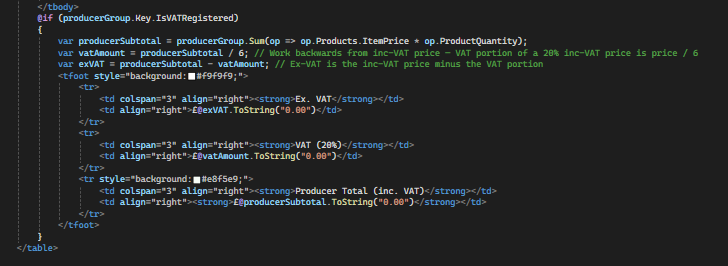 </tbody>
@if (producerGroup.Key.IsVATRegistered)
{
var producerSubtotal = producerGroup.Sum(op => op.Products.ItemPrice * op.ProductQuantity);
var vatAmount = producerSubtotal / 6; // Work backwards from inc-VAT price - VAT portion of a 20% inc-VAT price is price / 6
var exVAT = producerSubtotal - vatAmount; // Ex-VAT is the inc-VAT price minus the VAT portion
<tfoot style="background:#f9f9f9;">
<tr>
<td colspan="3" align="right"><strong>Ex. VAT</strong></td>
<td align="right">£@exVAT.ToString("0.00")</td>
</tr>
<tr>
<td colspan="3" align="right"><strong>VAT (20%)</strong></td>
<td align="right">£@vatAmount.ToString("0.00")</td>
</tr>
<tr style="background:#e8f5e9;">
<td colspan="3" align="right"><strong>Producer Total (inc. VAT)</strong></td>
<td align="right"><strong>£@producerSubtotal.ToString("0.00")</strong></td>
</tr>
</tfoot>
}
</table>